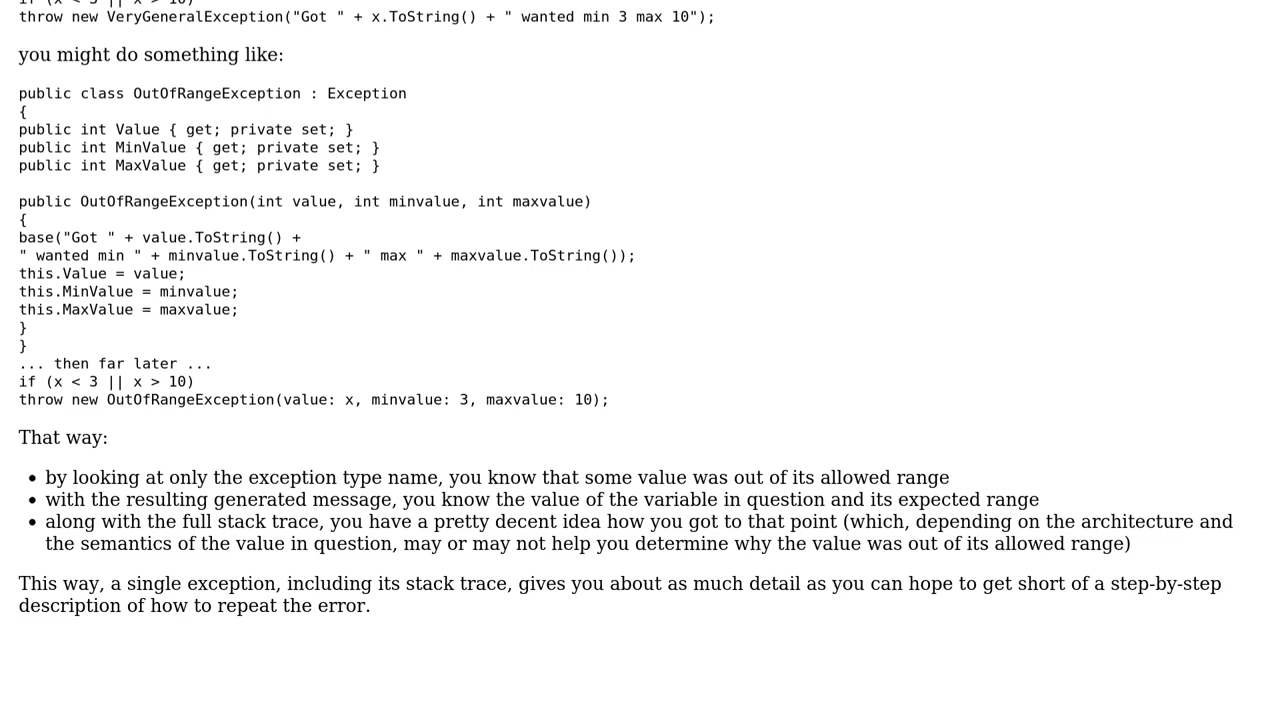 if (x < 3 || x > 10)
throw new VeryGeneralException("Got " + x.ToString() + " wanted min 3 max 10");
you might do something like:
public class OutOfRangeException : Exception
{
public int Value { get; private set; }
public int MinValue { get; private set; }
public int MaxValue { get; private set; }
public OutOfRangeException(int value, int minvalue, int maxvalue)
{
base("Got " + value.ToString() +
" wanted min " + minvalue.ToString() + " max " + maxvalue.ToString());
this.Value = value;
this.MinValue = minvalue;
this.MaxValue = maxvalue;
}
}
... then far later ...
if (x < 3 || x > 10)
throw new OutOfRangeException(value: x, minvalue: 3, maxvalue: 10);
That way:
• by looking at only the exception type name, you know that some value was out of its allowed range
• with the resulting generated message, you know the value of the variable in question and its expected range
• along with the full stack trace, you have a pretty decent idea how you got to that point (which, depending on the architecture and
the semantics of the value in question, may or may not help you determine why the value was out of its allowed range)
This way, a single exception, including its stack trace, gives you about as much detail as you can hope to get short of a step-by-step
description of how to repeat the error.